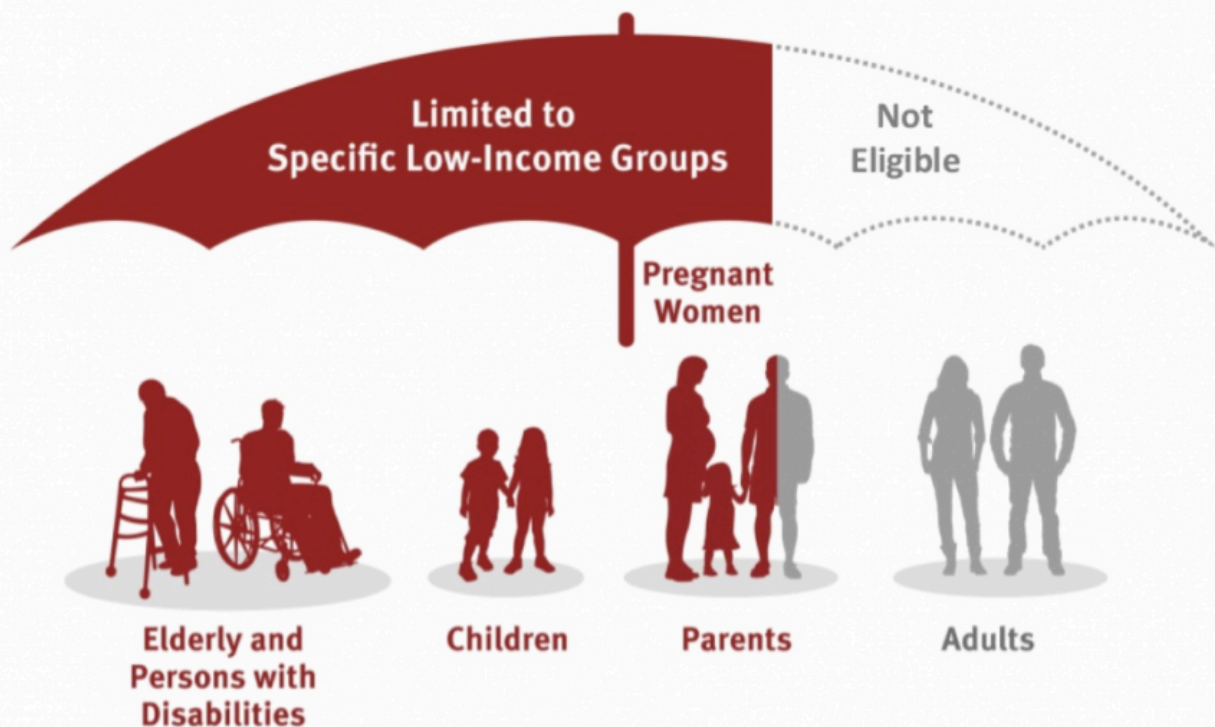 Limited to
Specific Low-Income Groups
Not
Eligible
Pregnant
Women
Elderly and
Persons with
Disabilities
Children
Parents
Adults